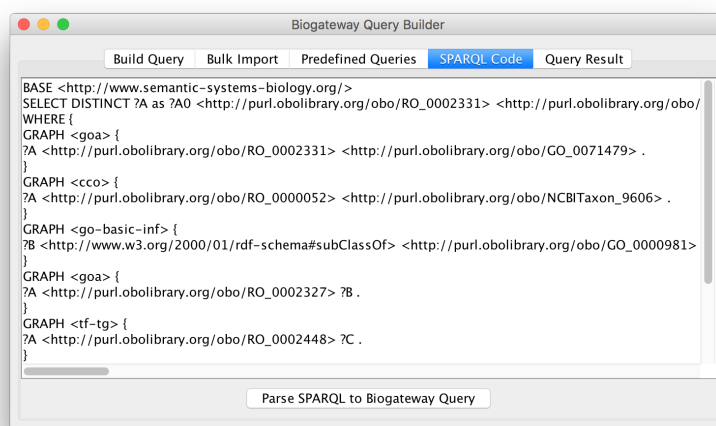 Biogateway Query Builder
Build Query Bulk Import Predefined Queries SPARQL Code Query Result
BASE <http://www.semantic-systems-biology.org/>
SELECT DISTINCT ?A as ?A0 <http://purl.obolibrary.org/obo/RO_0002331> <http://purl.obolibrary.org/obo/
WHERE {
GRAPH <goa> {
?A <http://purl.obolibrary.org/obo/RO_0002331> <http://purl.obolibrary.org/obo/GO_0071479> .
}
GRAPH <cco> {
?A <http://purl.obolibrary.org/obo/RO_0000052> <http://purl.obolibrary.org/obo/NCBITaxon_9606> .
}
GRAPH <go-basic-inf> {
?B <http://www.w3.org/2000/01/rdf-schema#subClassOf> <http://purl.obolibrary.org/obo/GO_0000981>
}
GRAPH <goa> {
?A <http://purl.obolibrary.org/obo/RO_0002327> ?B .
}
GRAPH <tf-tg> {
?A <http://purl.obolibrary.org/obo/RO_0002448> ?C .
}
Parse SPARQL to Biogateway Query